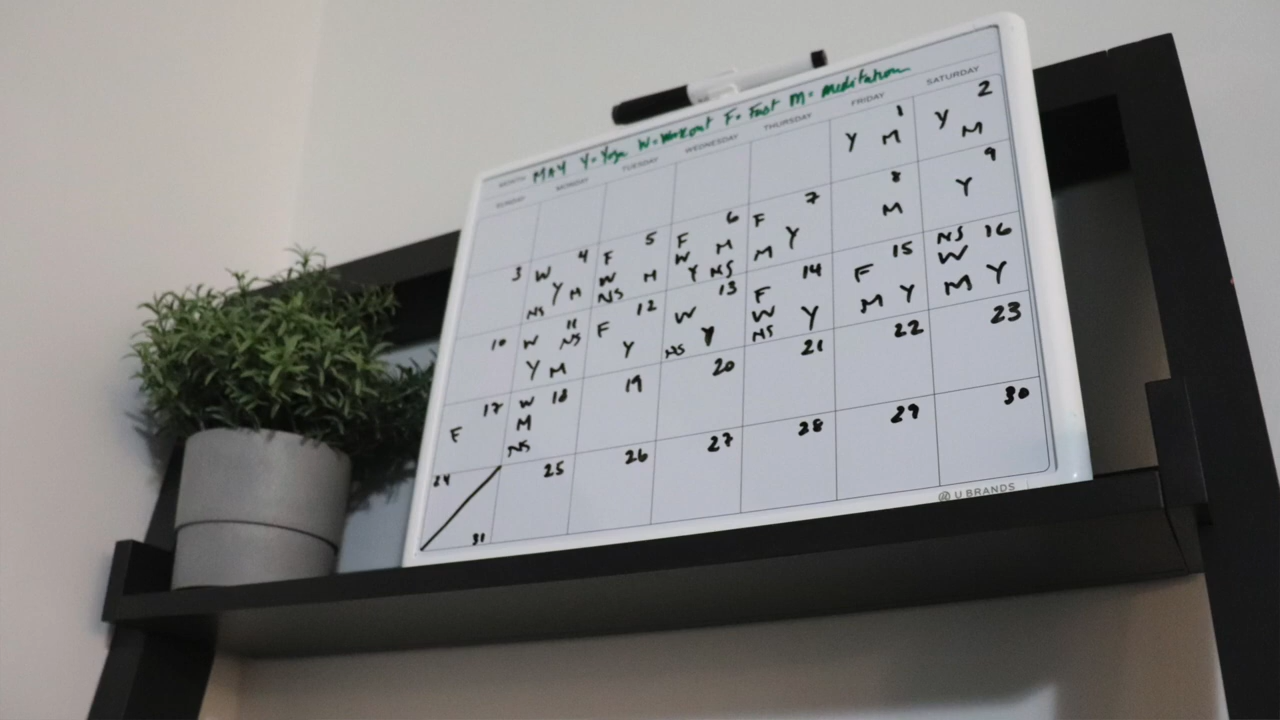 MONTH MAY Y=Yoga W=Workout F=Fast M=meditation
SUNDAY MONDAY TUESDAY WEDNESDAY THURSDAY FRIDAY SATURDAY
1 Y M
2 Y M
3
4 W Y M NS
5 F W M NS
6 F W M Y NS
7 F M Y
8 M
9 Y
10
11 W NS Y M
12 F Y
13 W NS Y
14 F W NS Y
15 F M Y
16 NS W M Y
17 F
18 W M NS
19
20
21
22
23
24
31
25
26
27
28
29
30
U BRANDS